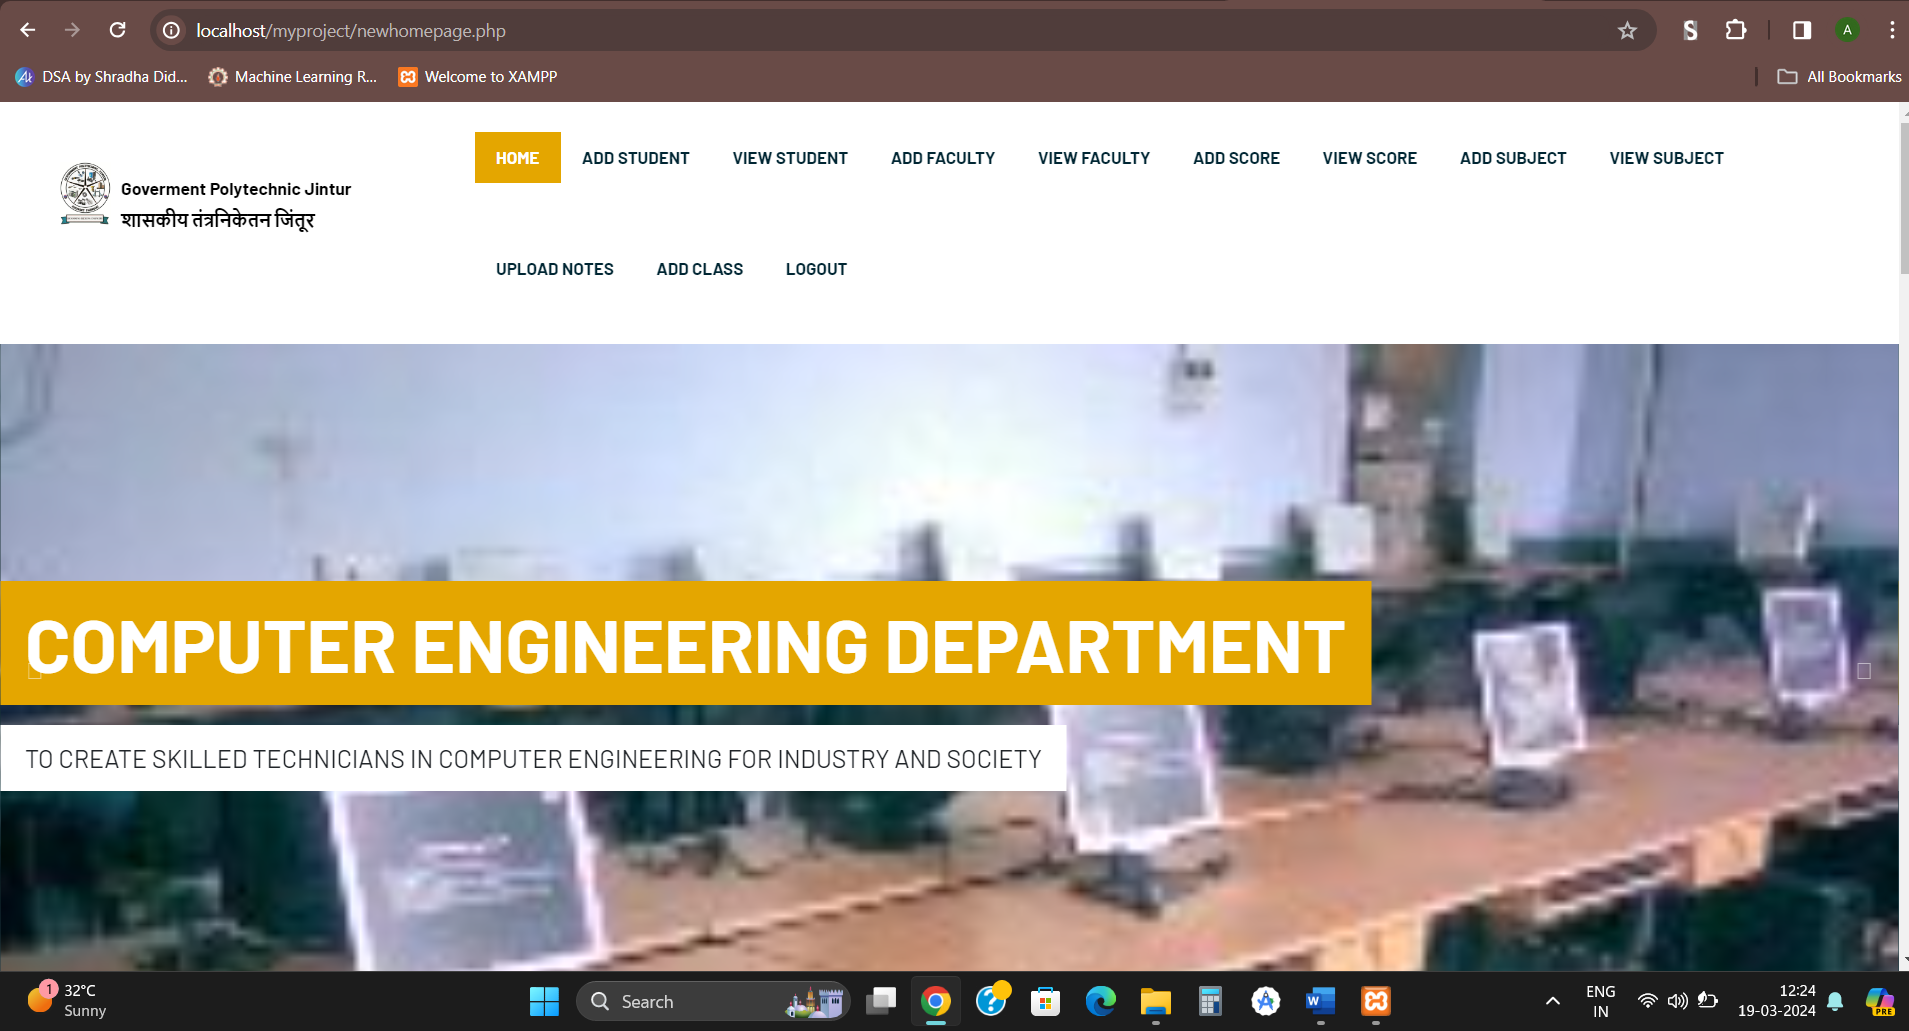 localhost/myproject/newhomepage.php
A
DSA by Shradha Did...
Machine Learning R...
Welcome to XAMPP
All Bookmarks
HOME ADD STUDENT VIEW STUDENT ADD FACULTY VIEW FACULTY ADD SCORE VIEW SCORE ADD SUBJECT VIEW SUBJECT
Goverment Polytechnic Jintur
शासकीय तंत्रनिकेतन जिंतूर
UPLOAD NOTES ADD CLASS LOGOUT
COMPUTER ENGINEERING DEPARTMENT
TO CREATE SKILLED TECHNICIANS IN COMPUTER ENGINEERING FOR INDUSTRY AND SOCIETY
1
32°C
Sunny
Search
ENG
IN
12:24
19-03-2024
PRE